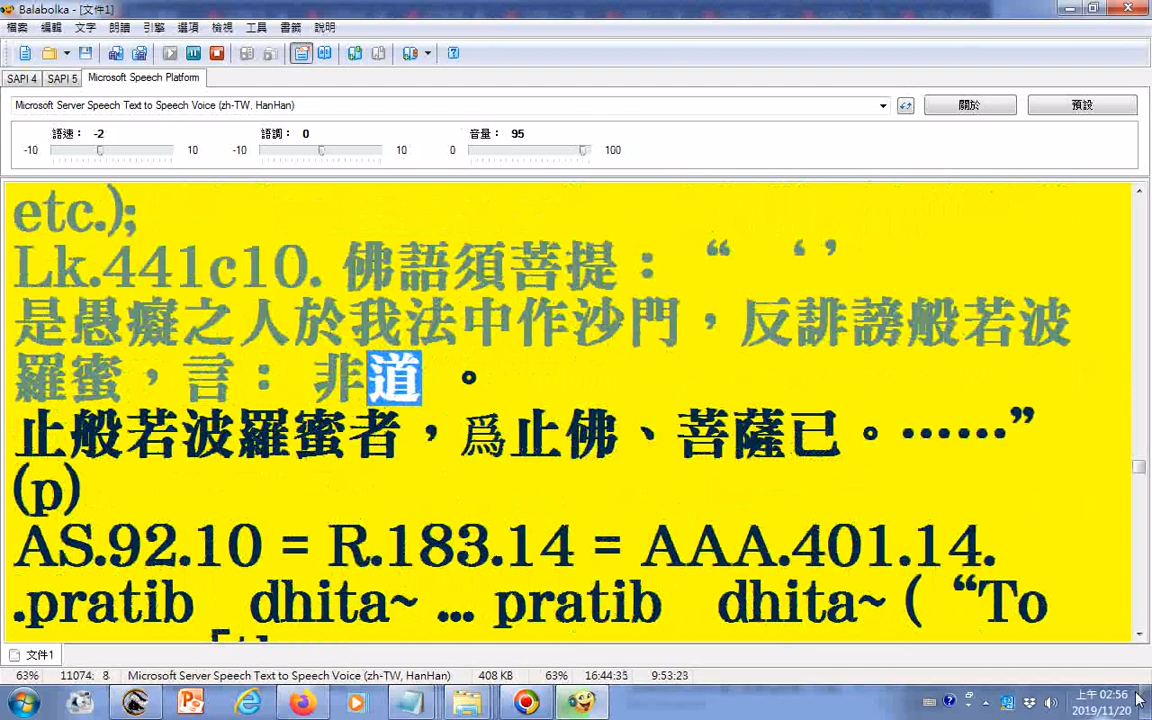 Balabolka - [文件1]
檔案 編輯 文字 朗讀 引擎 選項 檢視 工具 書籤 說明
SAPI 4 SAPI 5 Microsoft Speech Platform
Microsoft Server Speech Text to Speech Voice (zh-TW, HanHan) 關於 預設
語速： -2 語調： 0 音量： 95
-10 10 -10 10 0 100
etc.);
Lk.441c10. 佛語須菩提： “ ‘ ’
是愚癡之人於我法中作沙門，反誹謗般若波
羅蜜，言： 非道 。
止般若波羅蜜者，爲止佛、菩薩已。……”
(p)
AS.92.10 = R.183.14 = AAA.401.14.
.pratib dhita~ ... pratib dhita~ ( “To
文件1
63% 11074: 8 Microsoft Server Speech Text to Speech Voice (zh-TW, HanHan) 408 KB 63% 16:44:35 9:53:23
上午 02:56
2019/11/20